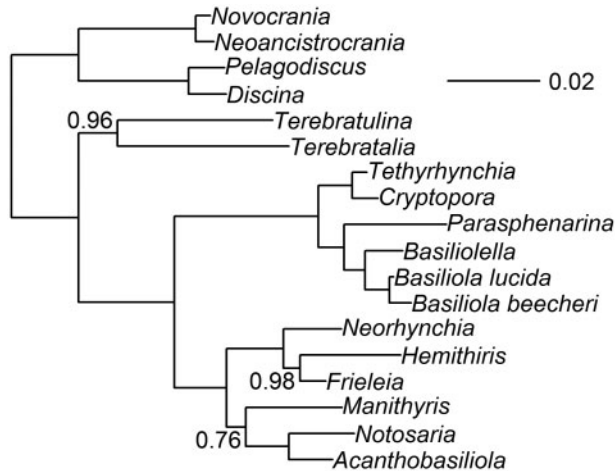 Novocrania
Neoancistrocrania
Pelagodiscus
0.02
Discina
0.96
Terebratulina
Terebratalia
Tethyrhynchia
Cryptopora
Parasphenarina
Basiliolella
Basiliola lucida
Basiliola beecheri
Neorhynchia
Hemithiris
0.98
Frieleia
Manithyris
0.76
Notosaria
Acanthobasiliola